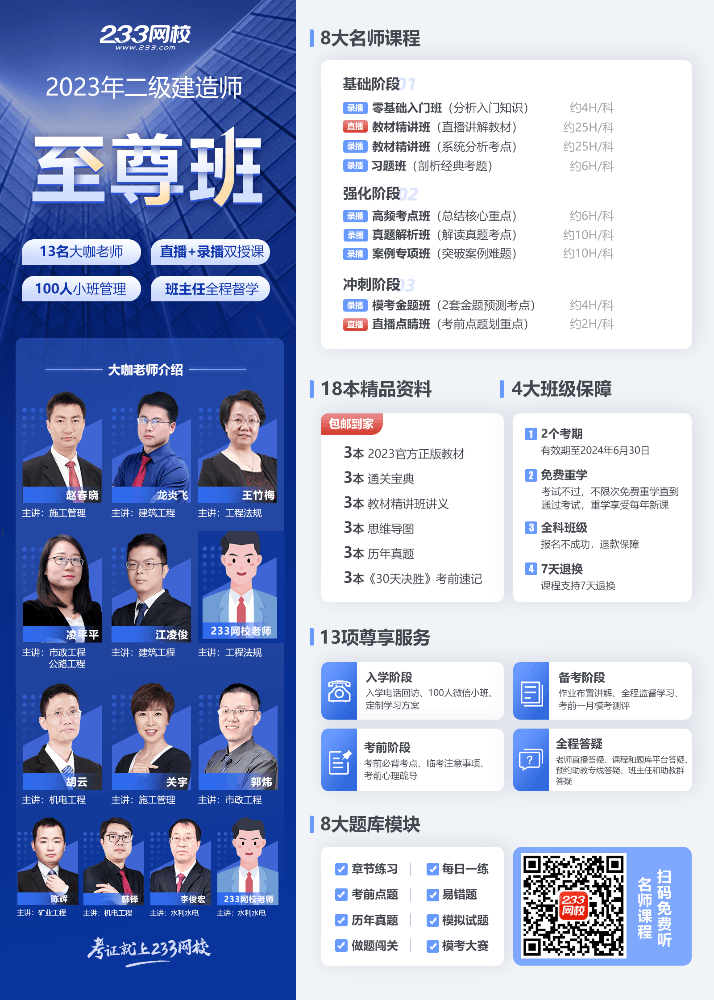 233网校
www.233.com
2023年二级建造师
至尊班
13名大咖老师
直播+录播双授课
100人小班管理
班主任全程督学
大咖老师介绍
赵春晓
龙炎飞
王竹梅
主讲：施工管理
主讲：建筑工程
主讲：工程法规
凌平平
江凌俊
233网校老师
主讲：市政工程
公路工程
主讲：建筑工程
主讲：工程法规
胡云
关宇
郭炜
主讲：机电工程
主讲：施工管理
主讲：市政工程
陈辉
韩铎
李俊宏
233网校老师
主讲：矿业工程
主讲：机电工程
主讲：水利水电
主讲：水利水电
考证就上233网校
8大名师课程
基础阶段01
录播 零基础入门班（分析入门知识） 约4H/科
直播 教材精讲班（直播讲解教材） 约25H/科
录播 教材精讲班（系统分析考点） 约25H/科
录播 习题班（剖析经典考题） 约6H/科
强化阶段02
录播 高频考点班（总结核心重点） 约6H/科
录播 真题解析班（解读真题考点） 约10H/科
录播 案例专项班（突破案例难题） 约10H/科
冲刺阶段03
录播 模考金题班（2套金题预测考点） 约4H/科
直播 直播点睛班（考前点题划重点） 约2H/科
18本精品资料
包邮到家
3本 2023官方正版教材
3本 通关宝典
3本 教材精讲班讲义
3本 思维导图
3本 历年真题
3本《30天决胜》考前速记
4大班级保障
1 2个考期
有效期至2024年6月30日
2 免费重学
考试不过，不限次免费重学直到
通过考试，重学享受每年新课
3 全科班级
报名不成功，退款保障
4 7天退换
课程支持7天退换
13项尊享服务
入学阶段
入学电话回访、100人微信小班、
定制学习方案
备考阶段
作业布置讲解、全程监督学习、
考前一月模考测评
考前阶段
考前必背考点、临考注意事项、
考前心理疏导
全程答疑
老师直播答疑、课程和题库平台答疑、
预约助教专线答疑、班主任和助教群
答疑
8大题库模块
章节练习
每日一练
考前点题
易错题
历年真题
模拟试题
做题闯关
模考大赛
233
网校
扫码免费听
名师课程